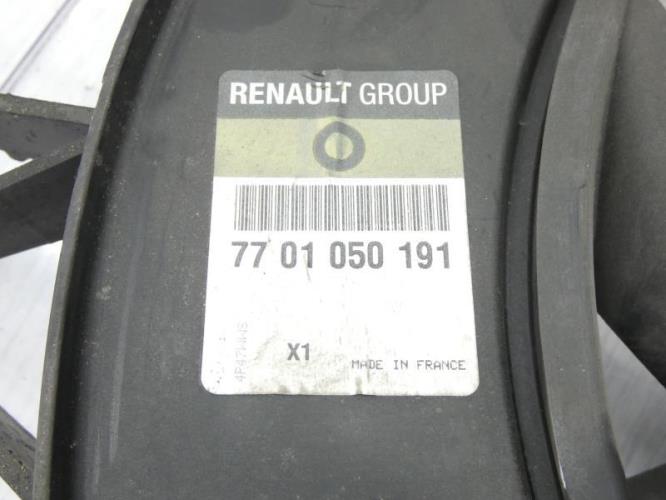 RENAULT GROUP
77 01 050 191
X1
MADE IN FRANCE